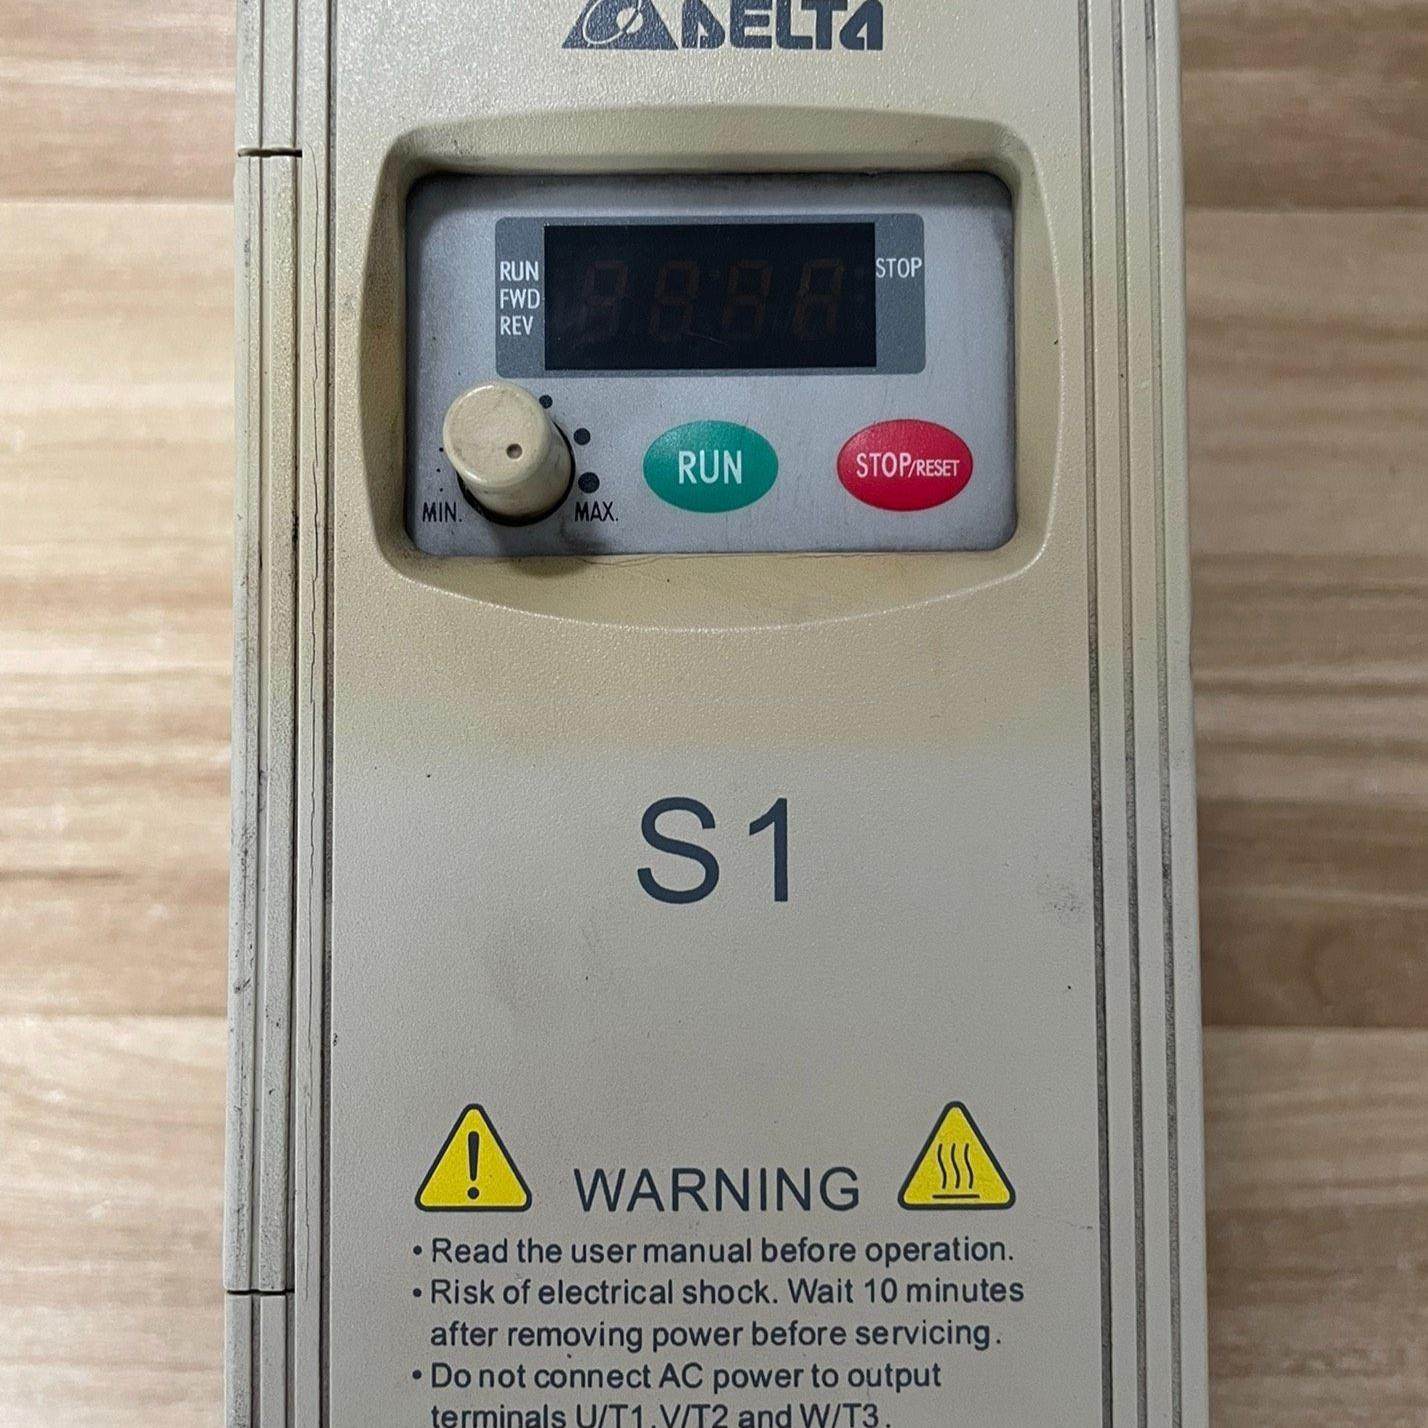 DELTA
RUN
FWD
REV
STOP
RUN
STOP/RESET
MIN.
MAX.
S1
WARNING
• Read the user manual before operation.
• Risk of electrical shock. Wait 10 minutes
after removing power before servicing.
• Do not connect AC power to output
terminals U/T1, V/T2 and W/T3.